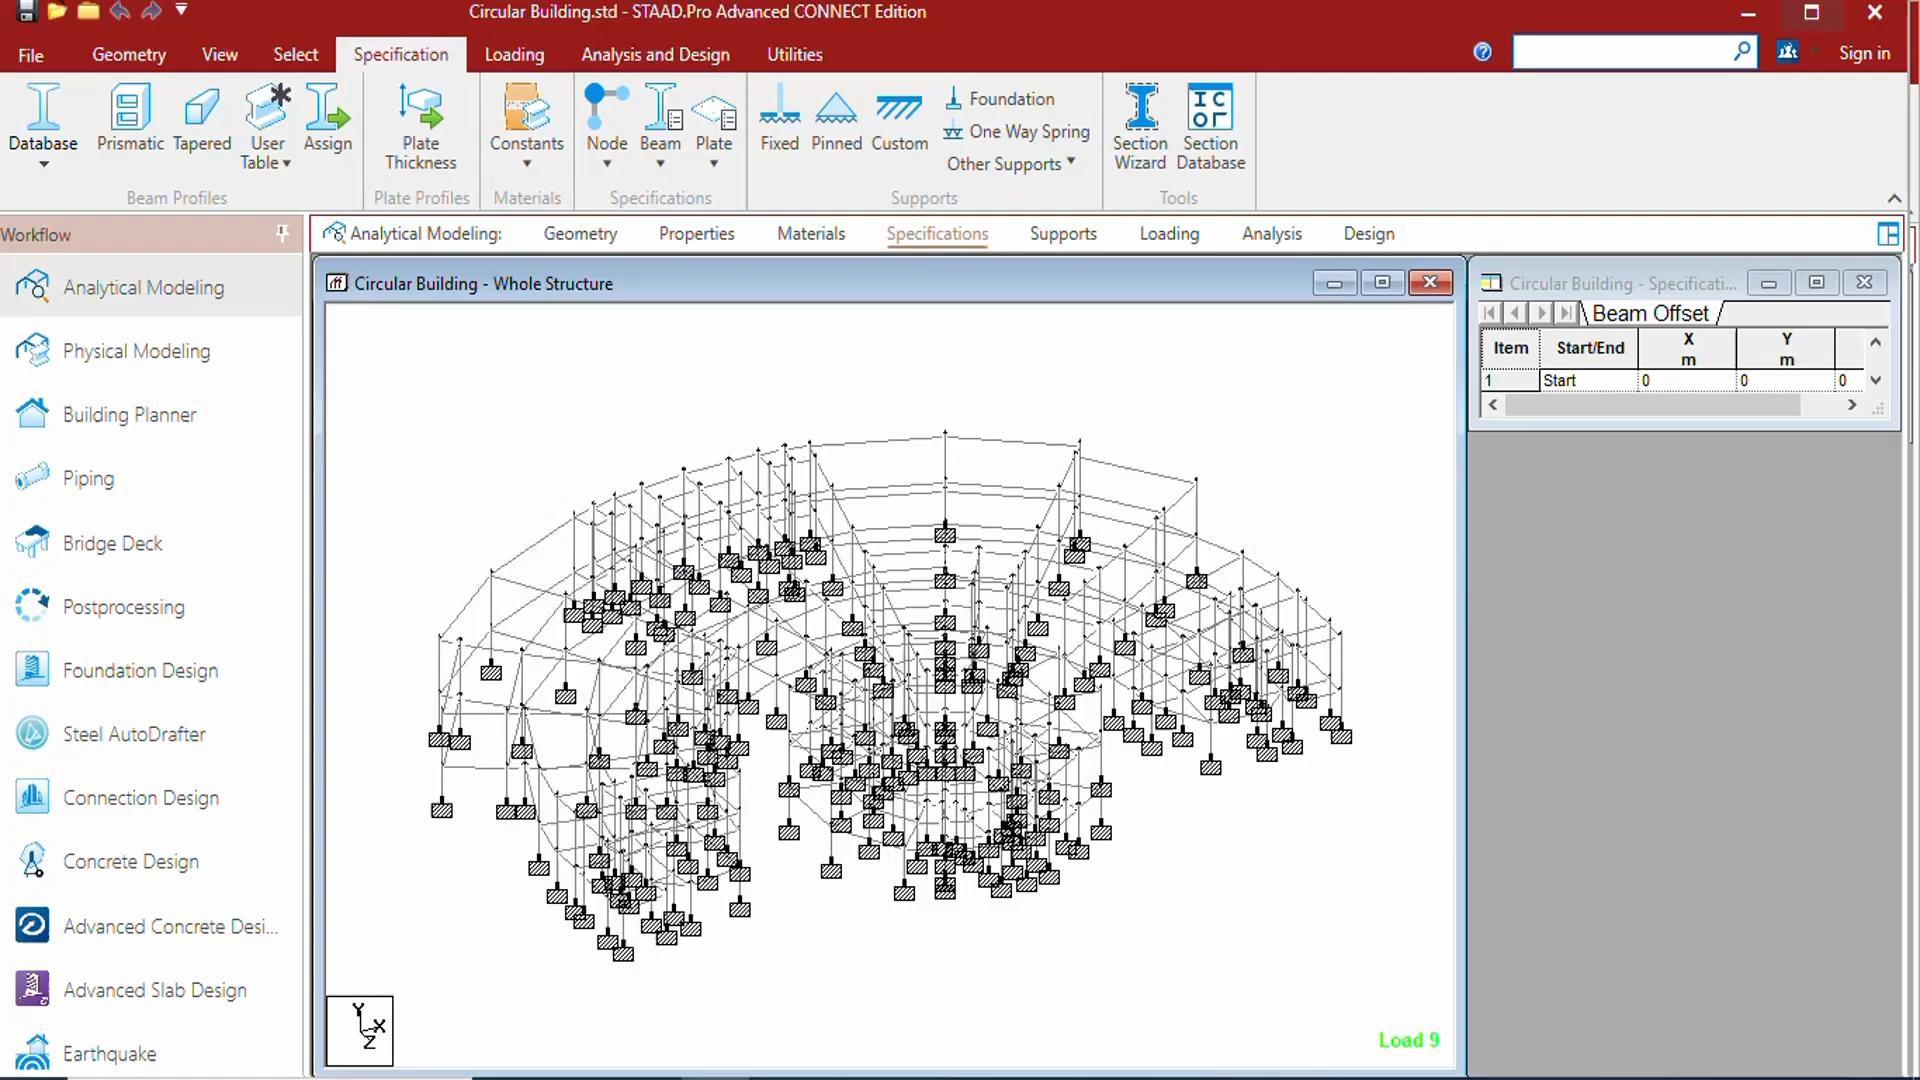 Circular Building.std - STAAD.Pro Advanced CONNECT Edition
File
Geometry
View
Select
Specification
Loading
Analysis and Design
Utilities
Sign in
Database
Prismatic
Tapered
User
Table
Assign
Beam Profiles
Plate
Thickness
Plate Profiles
Constants
Materials
Node
Beam
Plate
Specifications
Fixed
Pinned
Custom
Foundation
One Way Spring
Other Supports
Supports
Section
Wizard
Section
Database
Tools
Workflow
Analytical Modeling:
Geometry
Properties
Materials
Specifications
Supports
Loading
Analysis
Design
Analytical Modeling
Physical Modeling
Building Planner
Piping
Bridge Deck
Postprocessing
Foundation Design
Steel AutoDrafter
Connection Design
Concrete Design
Advanced Concrete Desi...
Advanced Slab Design
Earthquake
Circular Building - Whole Structure
Y
X
Z
Load 9
Circular Building - Specificati...
Beam Offset
Item Start/End X m Y m
1 Start 0 0 0